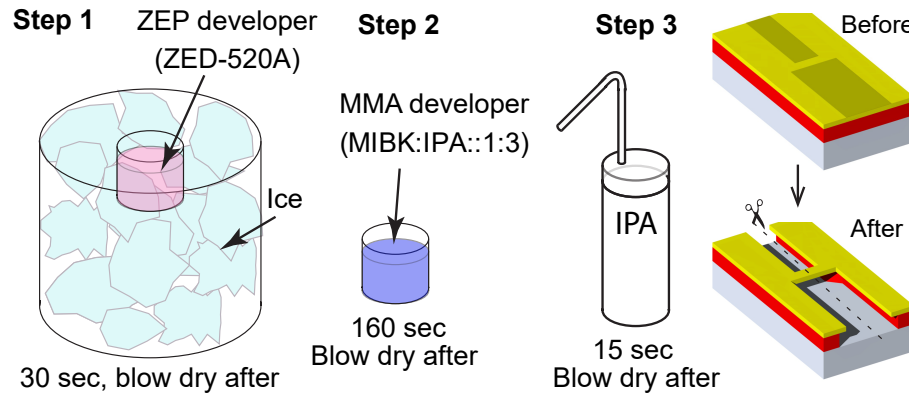 Step 1
ZEP developer
(ZED-520A)
Ice
30 sec, blow dry after
Step 2
MMA developer
(MIBK:IPA::1:3)
160 sec
Blow dry after
Step 3
IPA
15 sec
Blow dry after
Before
After